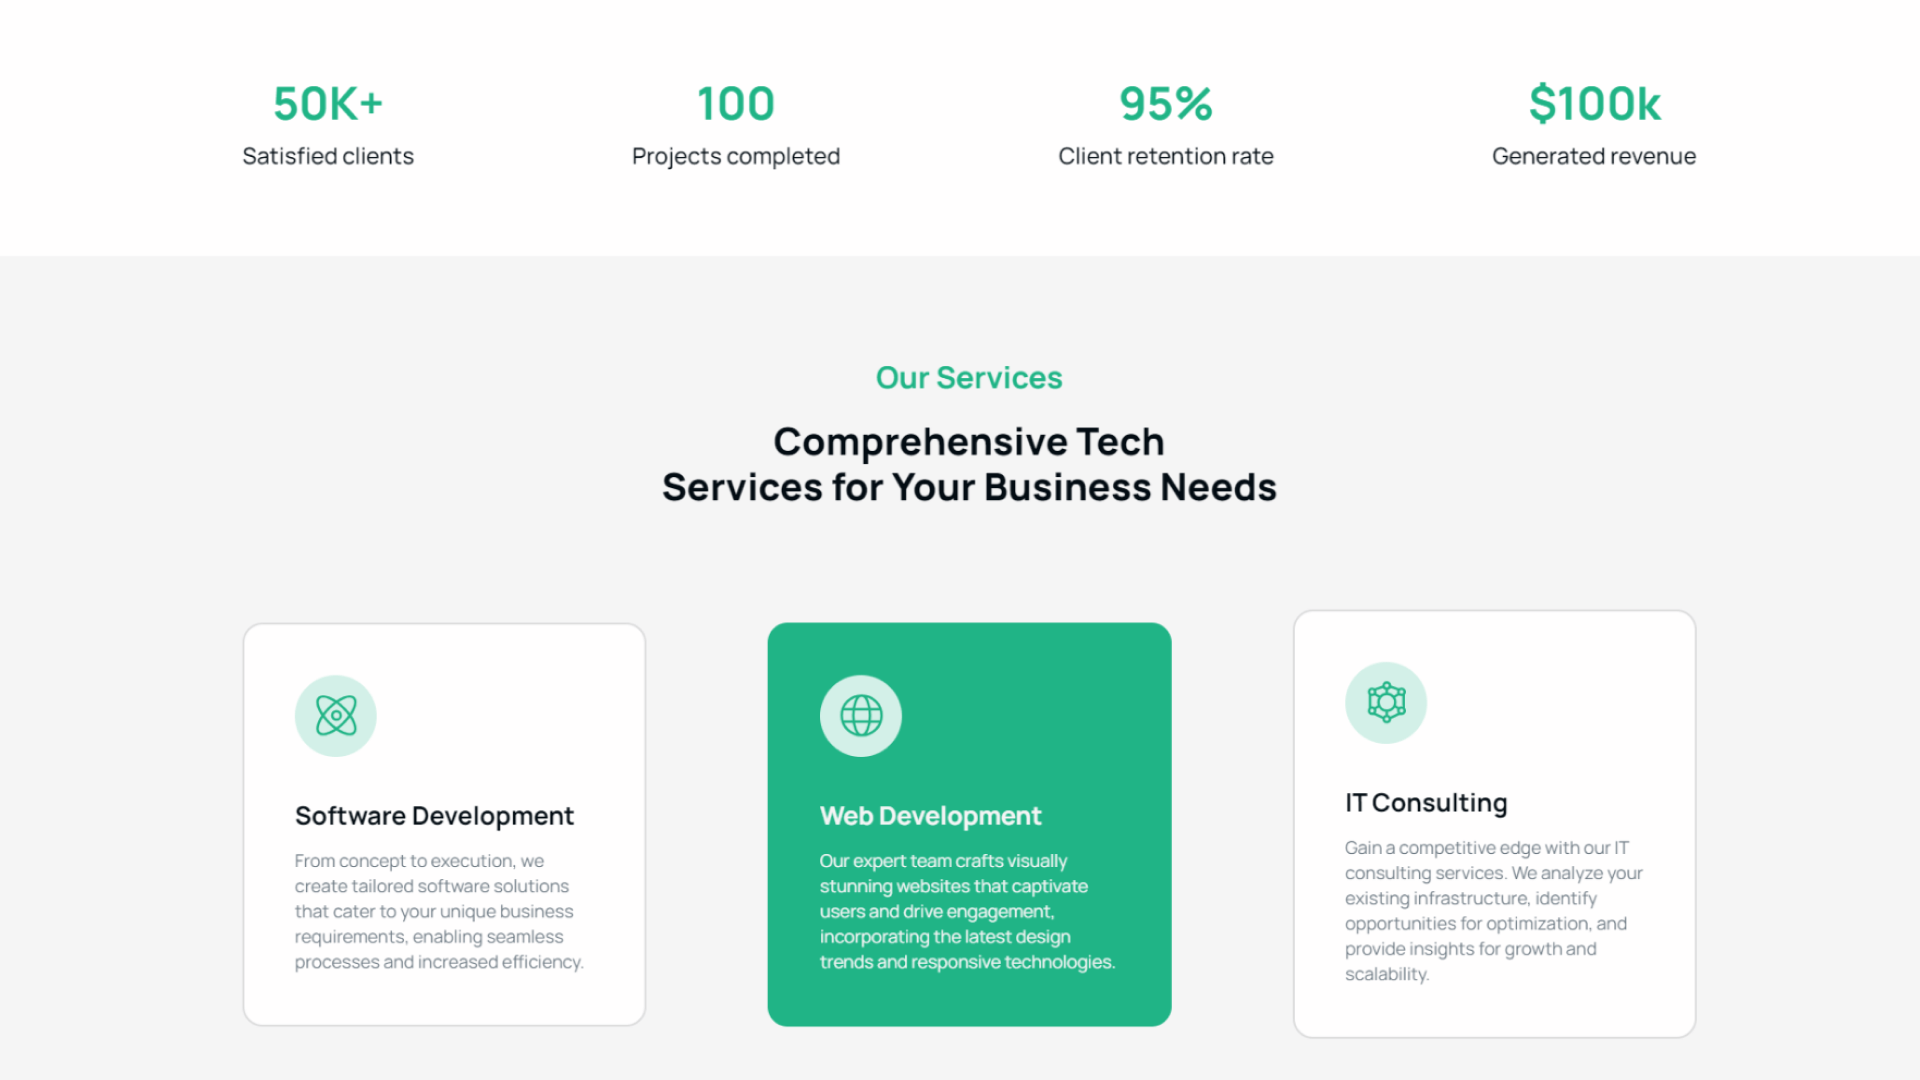 50K+
Satisfied clients
100
Projects completed
95%
Client retention rate
$100k
Generated revenue
Our Services
Comprehensive Tech
Services for Your Business Needs
Software Development
From concept to execution, we
create tailored software solutions
that cater to your unique business
requirements, enabling seamless
processes and increased efficiency.
Web Development
Our expert team crafts visually
stunning websites that captivate
users and drive engagement,
incorporating the latest design
trends and responsive technologies.
IT Consulting
Gain a competitive edge with our IT
consulting services. We analyze your
existing infrastructure, identify
opportunities for optimization, and
provide insights for growth and
scalability.